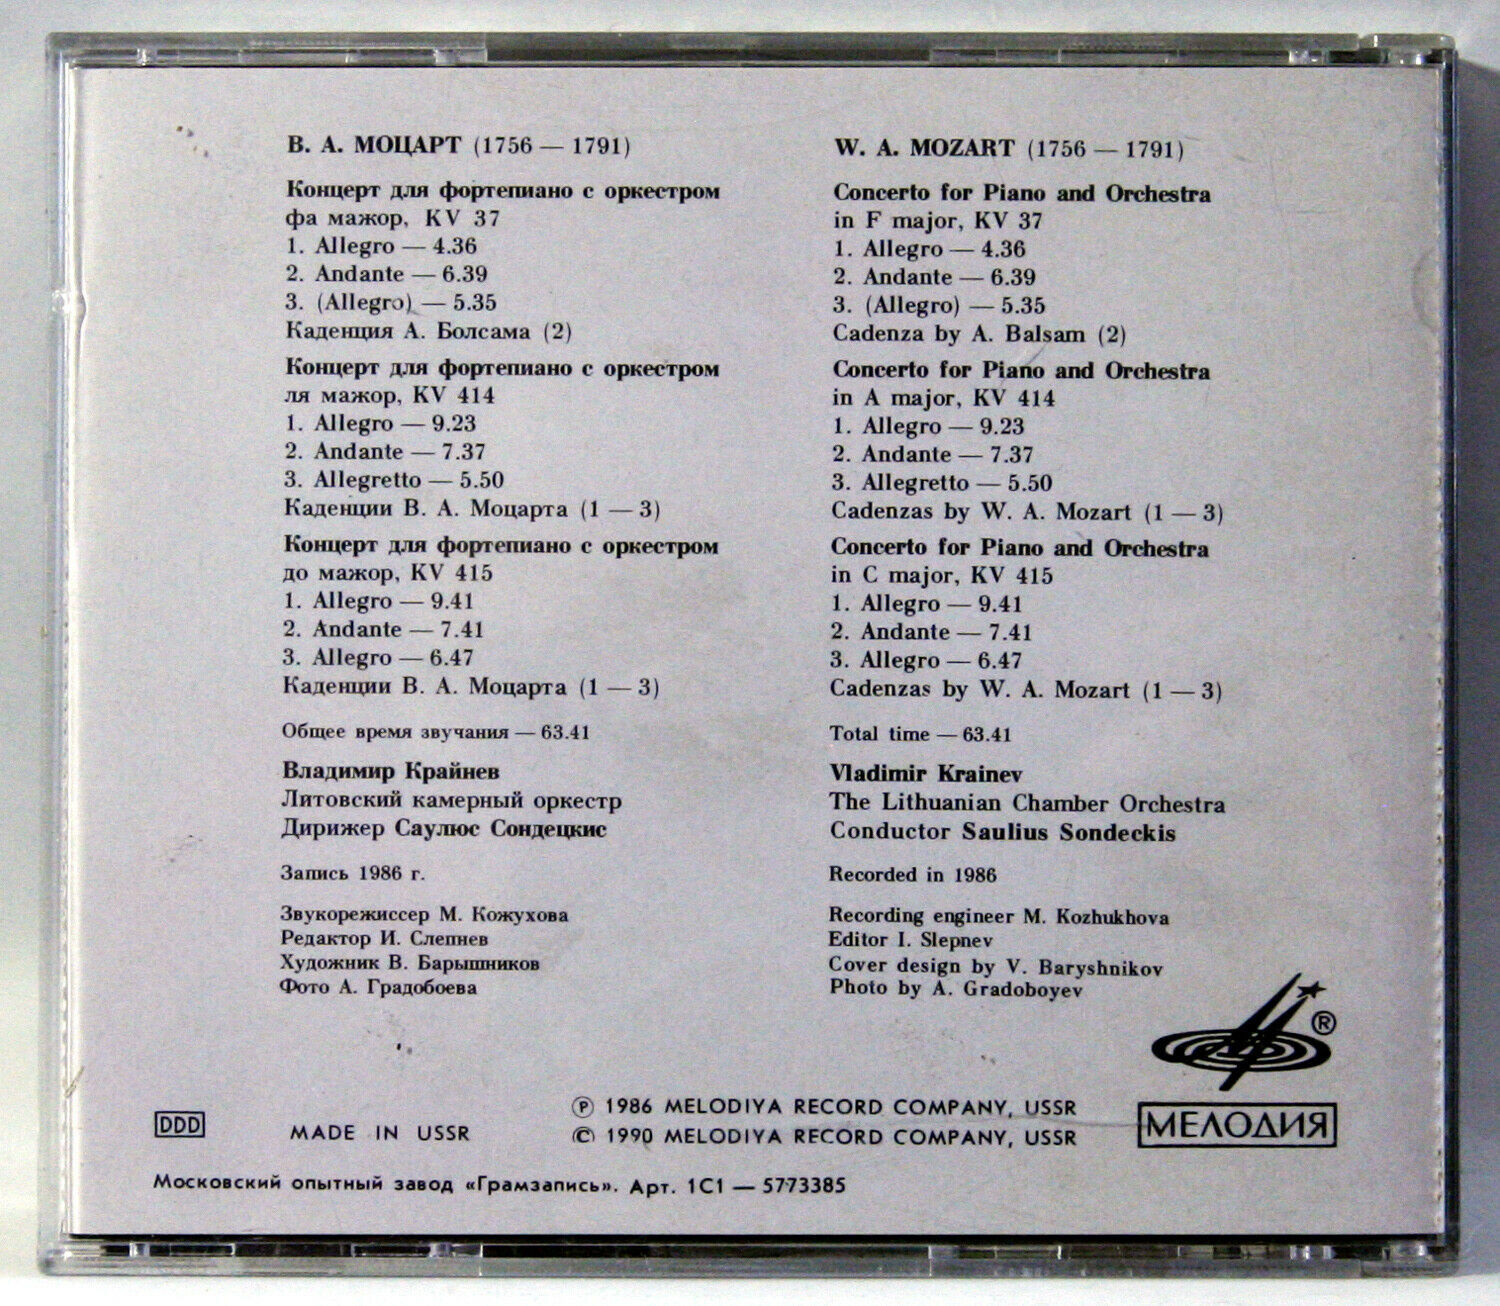 В. А. МОЦАРТ (1756 — 1791)
Концерт для фортепиано с оркестром
фа мажор, KV 37
1. Allegro — 4.36
2. Andante — 6.39
3. (Allegro) — 5.35
Каденция А. Болсама (2)
Концерт для фортепиано с оркестром
ля мажор, KV 414
1. Allegro — 9.23
2. Andante — 7.37
3. Allegretto — 5.50
Каденции В. А. Моцарта (1 — 3)
Концерт для фортепиано с оркестром
до мажор, KV 415
1. Allegro — 9.41
2. Andante — 7.41
3. Allegro — 6.47
Каденции В. А. Моцарта (1 — 3)
Общее время звучания — 63.41
Владимир Крайнев
Литовский камерный оркестр
Дирижер Саулюс Сондецкис
Запись 1986 г.
Звукорежиссер М. Кожухова
Редактор И. Слепнев
Художник В. Барышников
Фото А. Градобоева
W. A. MOZART (1756 — 1791)
Concerto for Piano and Orchestra
in F major, KV 37
1. Allegro — 4.36
2. Andante — 6.39
3. (Allegro) — 5.35
Cadenza by A. Balsam (2)
Concerto for Piano and Orchestra
in A major, KV 414
1. Allegro — 9.23
2. Andante — 7.37
3. Allegretto — 5.50
Cadenzas by W. A. Mozart (1 — 3)
Concerto for Piano and Orchestra
in C major, KV 415
1. Allegro — 9.41
2. Andante — 7.41
3. Allegro — 6.47
Cadenzas by W. A. Mozart (1 — 3)
Total time — 63.41
Vladimir Krainev
The Lithuanian Chamber Orchestra
Conductor Saulius Sondeckis
Recorded in 1986
Recording engineer M. Kozhukhova
Editor I. Slepnev
Cover design by V. Baryshnikov
Photo by A. Gradoboyev
®
МЕЛОДИЯ
DDD
MADE IN USSR
℗ 1986 MELODIYA RECORD COMPANY, USSR
© 1990 MELODIYA RECORD COMPANY, USSR
Московский опытный завод «Грамзапись». Арт. 1С1 — 5773385